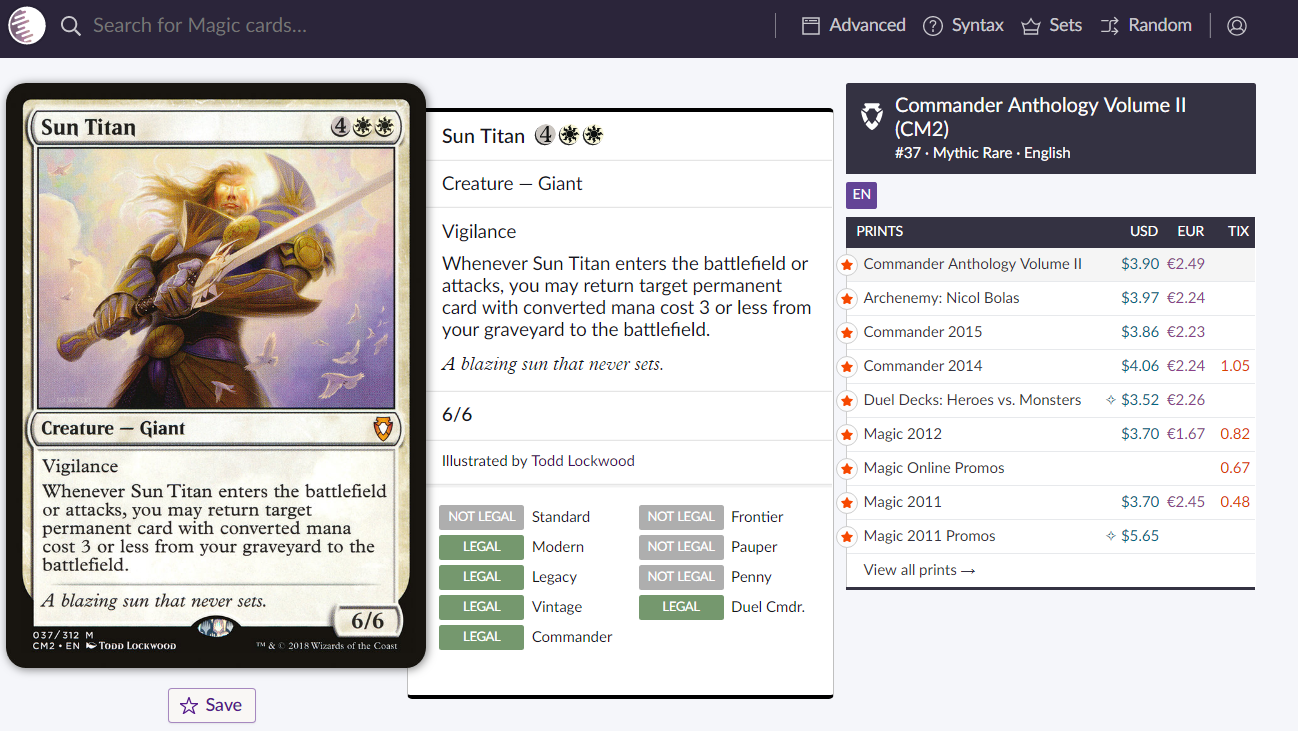 Search for Magic cards...
Advanced
Syntax
Sets
Random
Sun Titan 4
Vigilance
Whenever Sun Titan enters the battlefield
or attacks, you may return target
permanent card with converted mana
cost 3 or less from your graveyard to the
battlefield.
A blazing sun that never sets.
Creature — Giant
6/6
037/312 M
CM2 • EN Todd Lockwood
™ & © 2018 Wizards of the Coast
Save
Sun Titan 4
Creature — Giant
Vigilance
Whenever Sun Titan enters the battlefield or
attacks, you may return target permanent
card with converted mana cost 3 or less from
your graveyard to the battlefield.
A blazing sun that never sets.
6/6
Illustrated by Todd Lockwood
NOT LEGAL Standard NOT LEGAL Frontier
LEGAL Modern NOT LEGAL Pauper
LEGAL Legacy NOT LEGAL Penny
LEGAL Vintage LEGAL Duel Cmdr.
LEGAL Commander
Commander Anthology Volume II
(CM2)
#37 · Mythic Rare · English
EN
PRINTS USD EUR TIX
Commander Anthology Volume II $3.90 €2.49
Archenemy: Nicol Bolas $3.97 €2.24
Commander 2015 $3.86 €2.23
Commander 2014 $4.06 €2.24 1.05
Duel Decks: Heroes vs. Monsters ✧ $3.52 €2.26
Magic 2012 $3.70 €1.67 0.82
Magic Online Promos 0.67
Magic 2011 $3.70 €2.45 0.48
Magic 2011 Promos ✧ $5.65
View all prints →